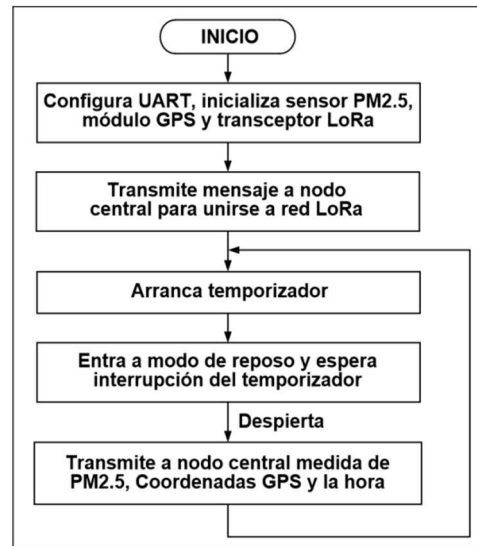 INICIO
Configura UART, inicializa sensor PM2.5,
módulo GPS y transceptor LoRa
Transmite mensaje a nodo
central para unirse a red LoRa
Arranca temporizador
Entra a modo de reposo y espera
interrupción del temporizador
Despierta
Transmite a nodo central medida de
PM2.5, Coordenadas GPS y la hora